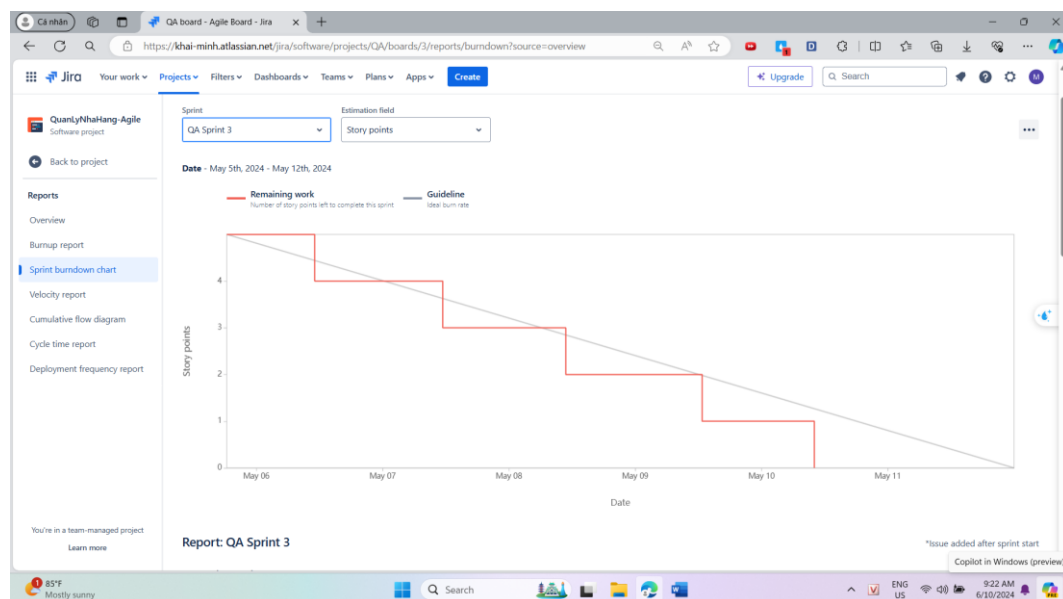 Cá nhân
QA board - Agile Board - Jira
https://khai-minh.atlassian.net/jira/software/projects/QA/boards/3/reports/burndown?source=overview
Jira
Your work
Projects
Filters
Dashboards
Teams
Plans
Apps
Create
Upgrade
Search
M
QuanLyNhaHang-Agile
Software project
Back to project
Reports
Overview
Burnup report
Sprint burndown chart
Velocity report
Cumulative flow diagram
Cycle time report
Deployment frequency report
You're in a team-managed project
Learn more
Sprint
Estimation field
QA Sprint 3
Story points
Date - May 5th, 2024 - May 12th, 2024
Remaining work
Number of story points left to complete this sprint
Guideline
Ideal burn rate
Story points
4
3
2
1
0
May 06
May 07
May 08
May 09
May 10
May 11
Date
Report: QA Sprint 3
*Issue added after sprint start
Copilot in Windows (preview)
1
85°F
Mostly sunny
Search
ENG
US
9:22 AM
6/10/2024